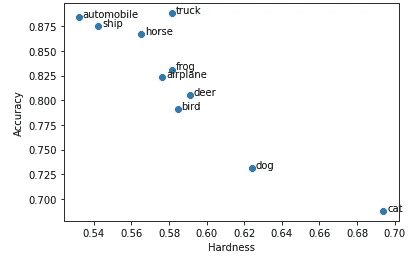 truck
automobile
ship
horse
frog
airplane
deer
bird
dog
cat
0.875
0.850
0.825
0.800
0.775
0.750
0.725
0.700
Accuracy
0.54 0.56 0.58 0.60 0.62 0.64 0.66 0.68 0.70
Hardness